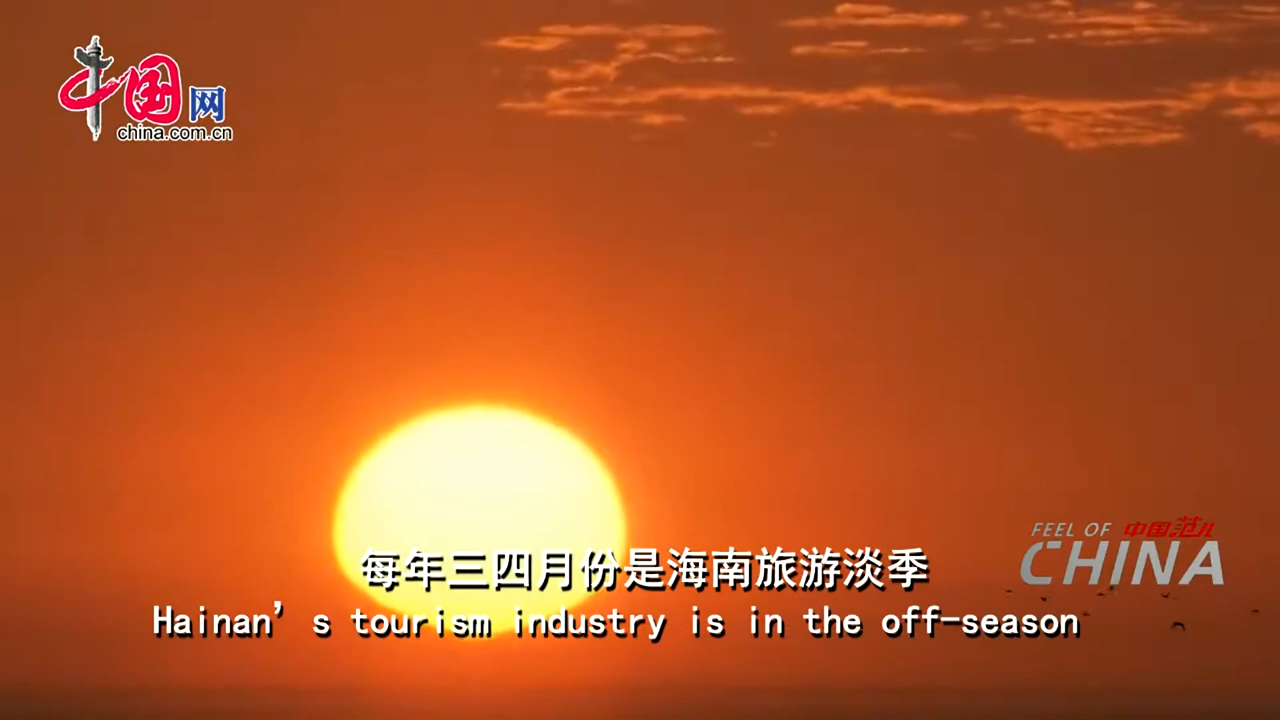 中国网
china.com.cn
FEEL OF 中国范儿
CHINA
每年三四月份是海南旅游淡季
Hainan’s tourism industry is in the off-season